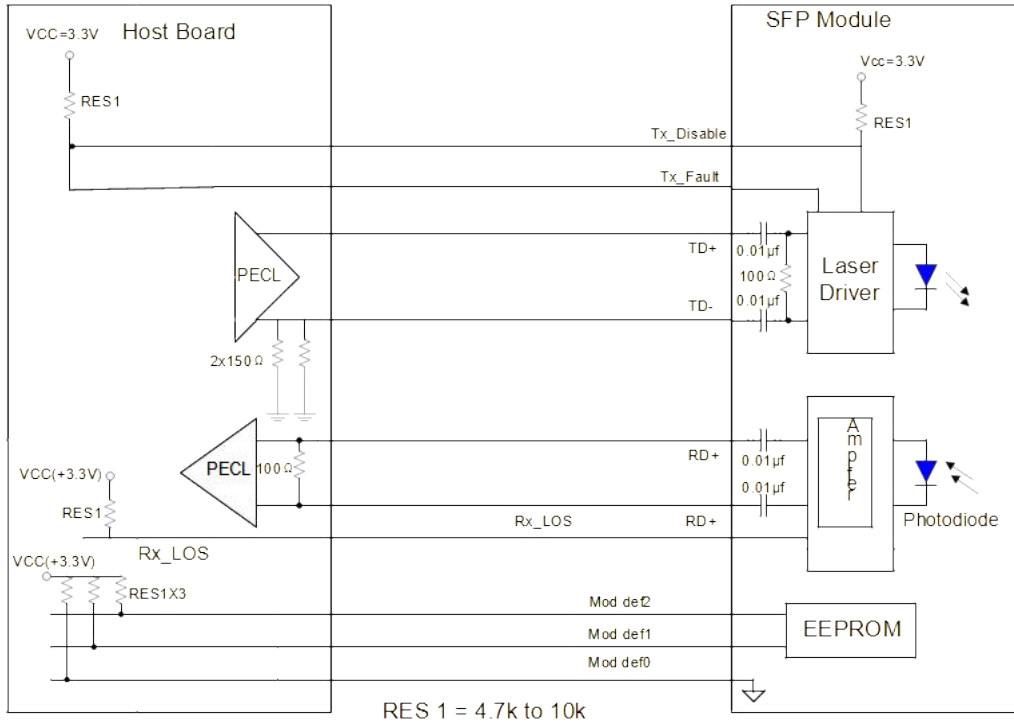 Host Board
SFP Module
VCC=3.3V
RES1
Vcc=3.3V
RES1
Tx_Disable
Tx_Fault
PECL
TD+
0.01µf
100Ω
TD-
0.01µf
Laser
Driver
2x150Ω
PECL
100Ω
RD+
0.01µf
0.01µf
RD+
Ampfer
Photodiode
VCC(+3.3V)
RES1
Rx_LOS
Rx_LOS
VCC(+3.3V)
RES1X3
Mod def2
Mod def1
Mod def0
EEPROM
RES 1 = 4.7k to 10k